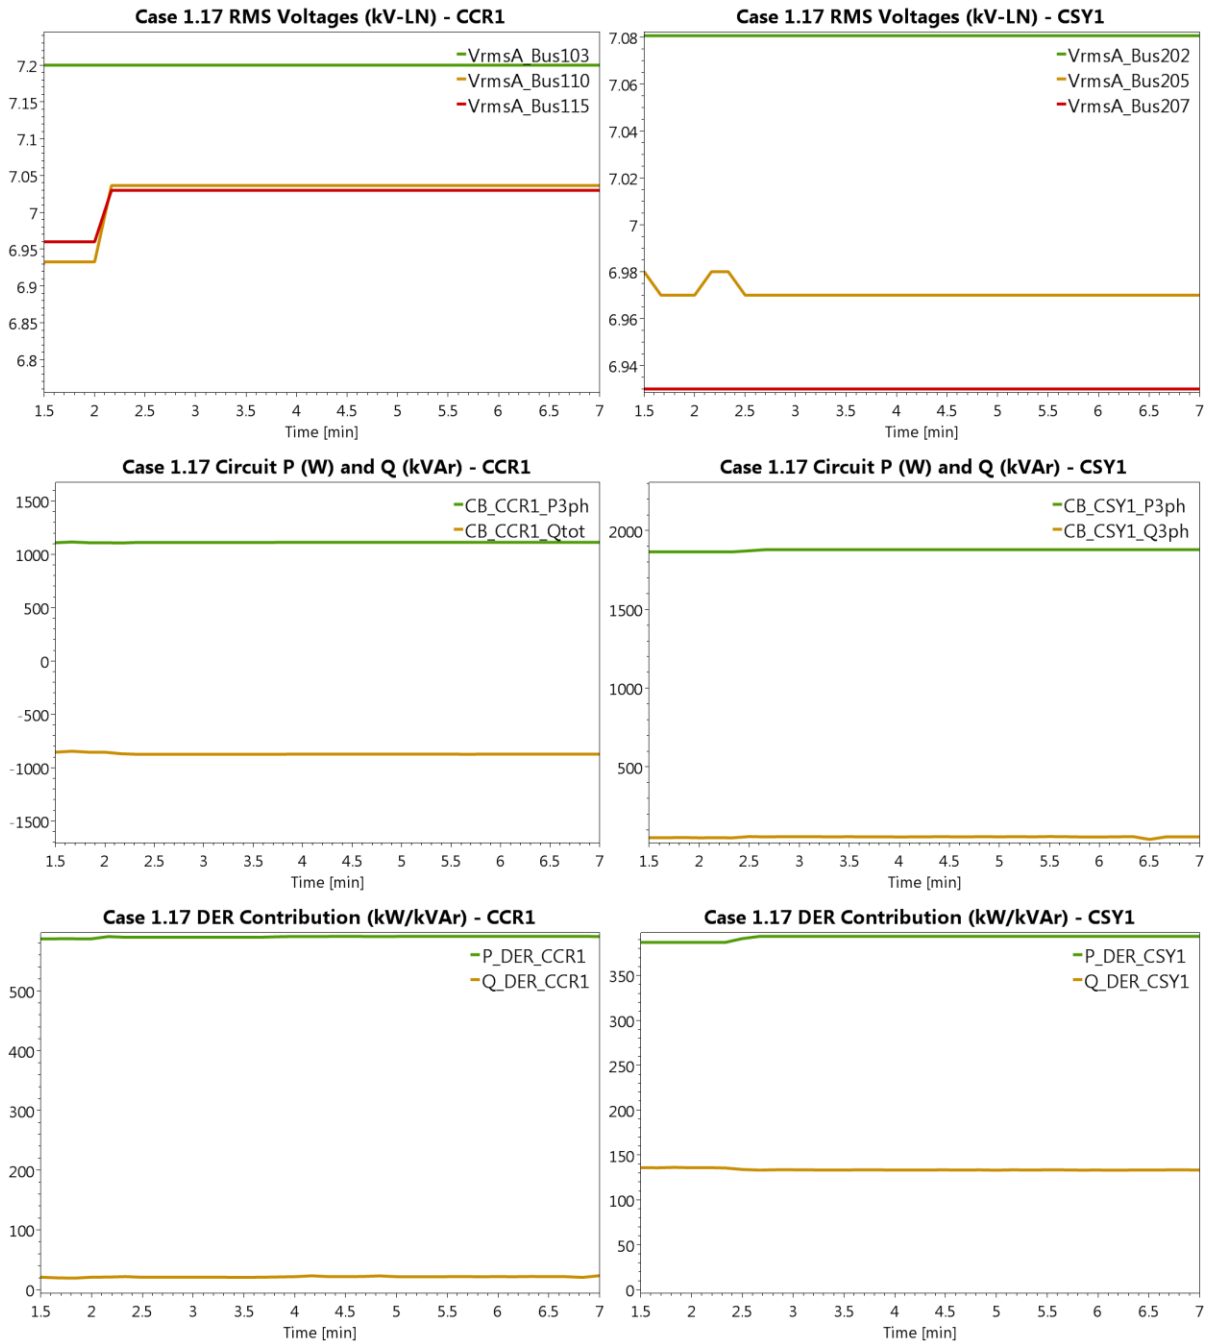 Case 1.17 RMS Voltages (kV-LN) - CCR1
VrmsA_Bus103
VrmsA_Bus110
VrmsA_Bus115
7.2
7.15
7.1
7.05
7
6.95
6.9
6.85
6.8
1.5 2 2.5 3 3.5 4 4.5 5 5.5 6 6.5 7
Time [min]
Case 1.17 RMS Voltages (kV-LN) - CSY1
VrmsA_Bus202
VrmsA_Bus205
VrmsA_Bus207
7.08
7.06
7.04
7.02
7
6.98
6.96
6.94
1.5 2 2.5 3 3.5 4 4.5 5 5.5 6 6.5 7
Time [min]
Case 1.17 Circuit P (W) and Q (kVAr) - CCR1
CB_CCR1_P3ph
CB_CCR1_Qtot
1500
1000
500
0
-500
-1000
-1500
1.5 2 2.5 3 3.5 4 4.5 5 5.5 6 6.5 7
Time [min]
Case 1.17 Circuit P (W) and Q (kVAr) - CSY1
CB_CSY1_P3ph
CB_CSY1_Q3ph
2000
1500
1000
500
1.5 2 2.5 3 3.5 4 4.5 5 5.5 6 6.5 7
Time [min]
Case 1.17 DER Contribution (kW/kVAr) - CCR1
P_DER_CCR1
Q_DER_CCR1
500
400
300
200
100
0
1.5 2 2.5 3 3.5 4 4.5 5 5.5 6 6.5 7
Time [min]
Case 1.17 DER Contribution (kW/kVAr) - CSY1
P_DER_CSY1
Q_DER_CSY1
350
300
250
200
150
100
50
0
1.5 2 2.5 3 3.5 4 4.5 5 5.5 6 6.5 7
Time [min]